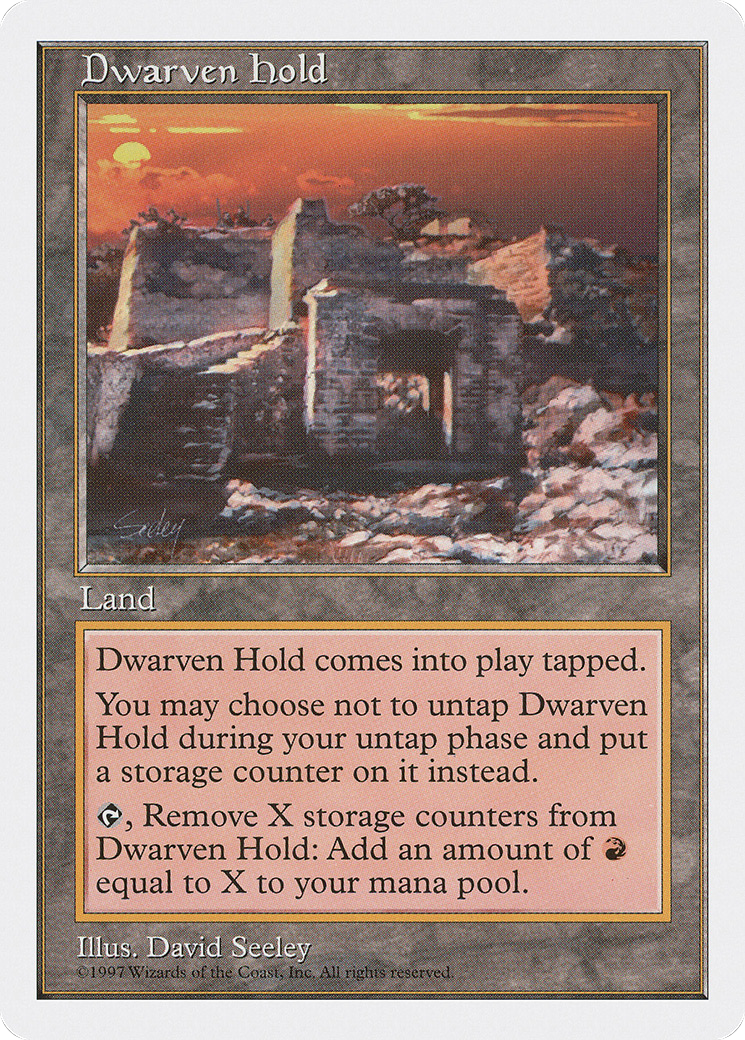 Dwarven Hold
Seeley
Land
Dwarven Hold comes into play tapped.
You may choose not to untap Dwarven
Hold during your untap phase and put
a storage counter on it instead.
, Remove X storage counters from
Dwarven Hold: Add an amount of
equal to X to your mana pool.
Illus. David Seeley
©1997 Wizards of the Coast, Inc. All rights reserved.